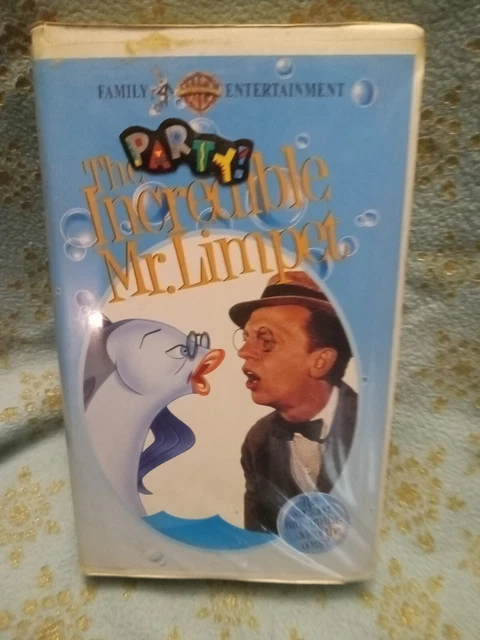 FAMILY ENTERTAINMENT
PARTY!
The
Incredible
Mr. Limpet